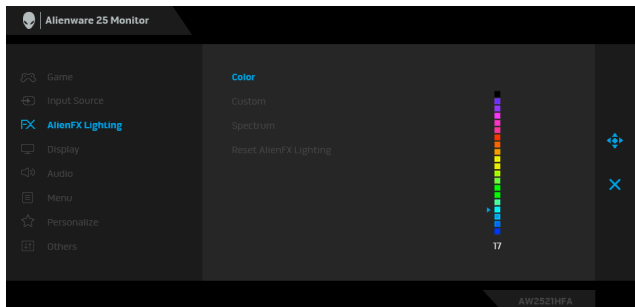 Alienware 25 Monitor
Game
Color
Input Source
Custom
AlienFX Lighting
Spectrum
Display
Reset AlienFX Lighting
Audio
Menu
Personalize
Others
17
AW2521HFA